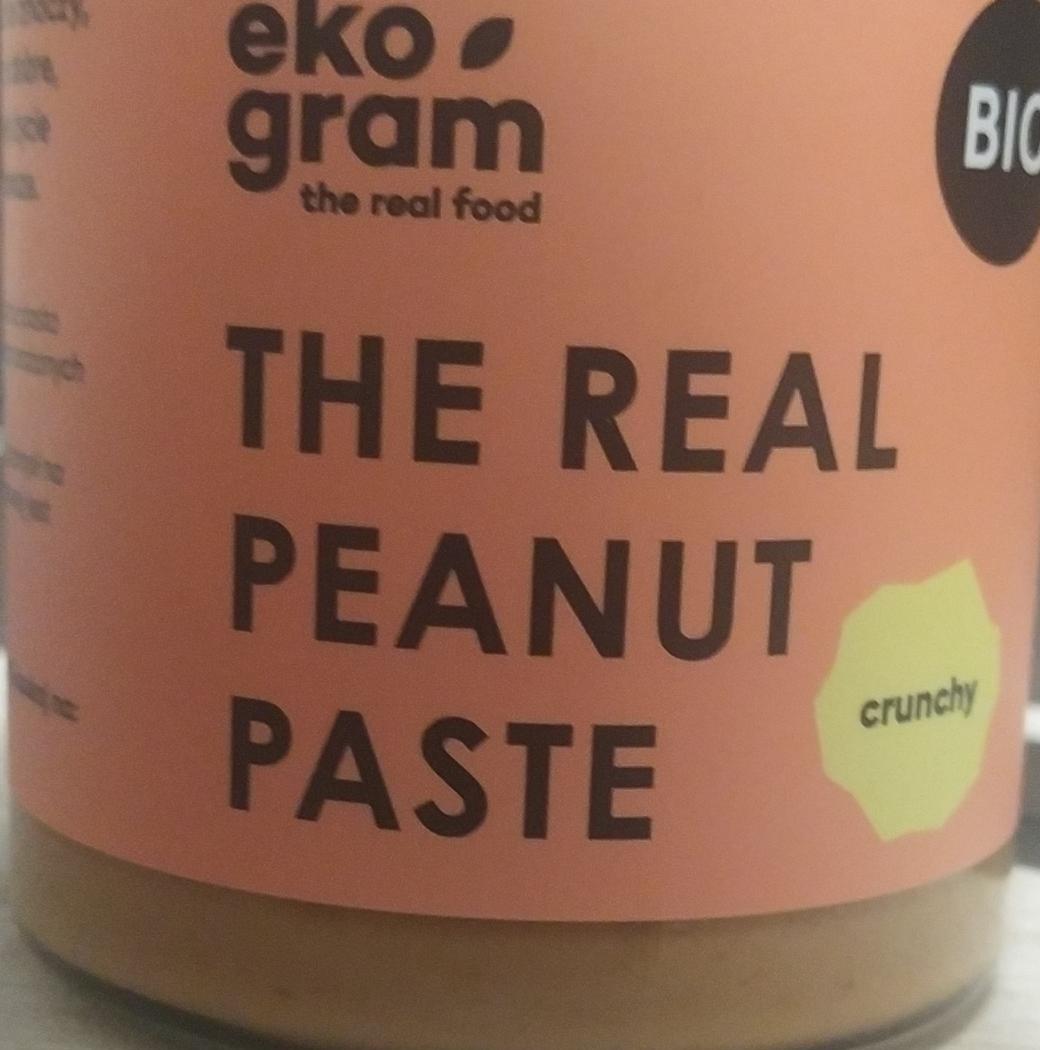 eko
gram
the real food
BIO
THE REAL
PEANUT
PASTE
crunchy